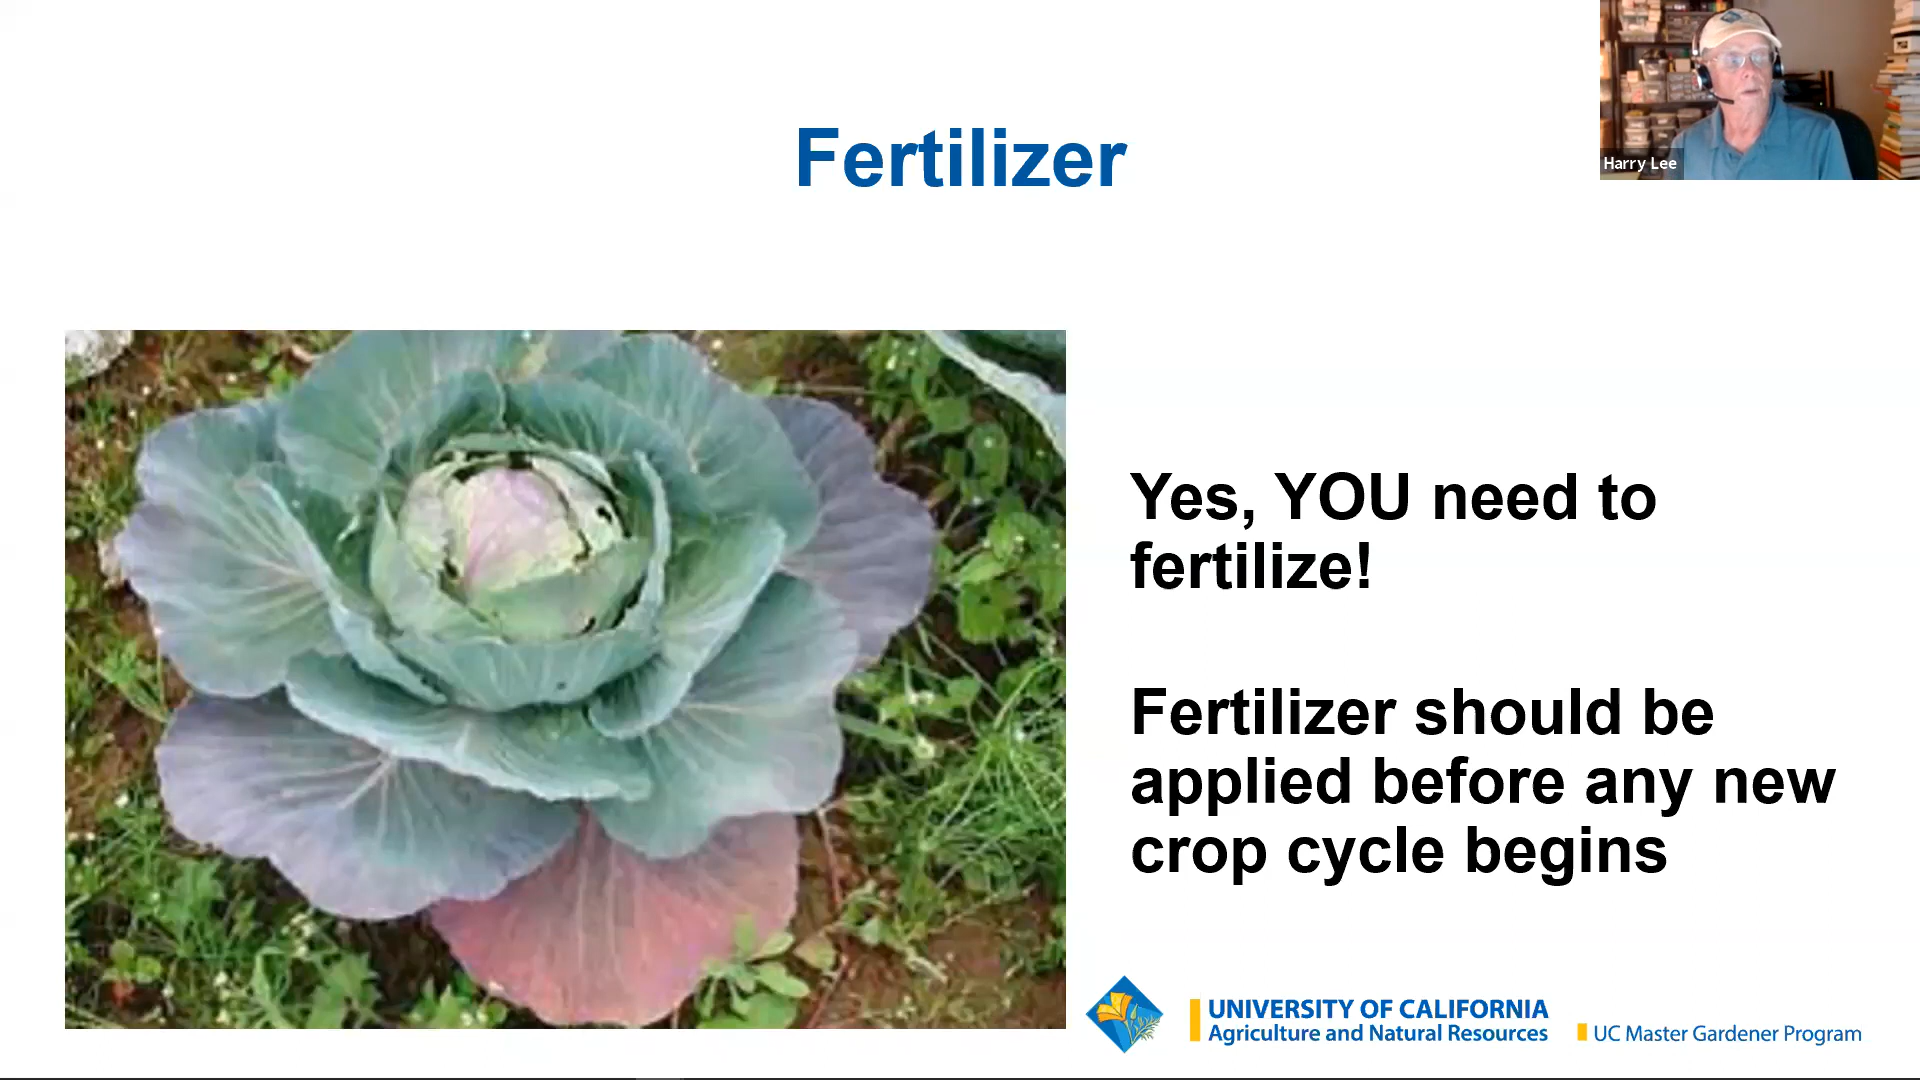 Harry Lee
Fertilizer
Yes, YOU need to
fertilize!
Fertilizer should be
applied before any new
crop cycle begins
UNIVERSITY OF CALIFORNIA
Agriculture and Natural Resources
UC Master Gardener Program